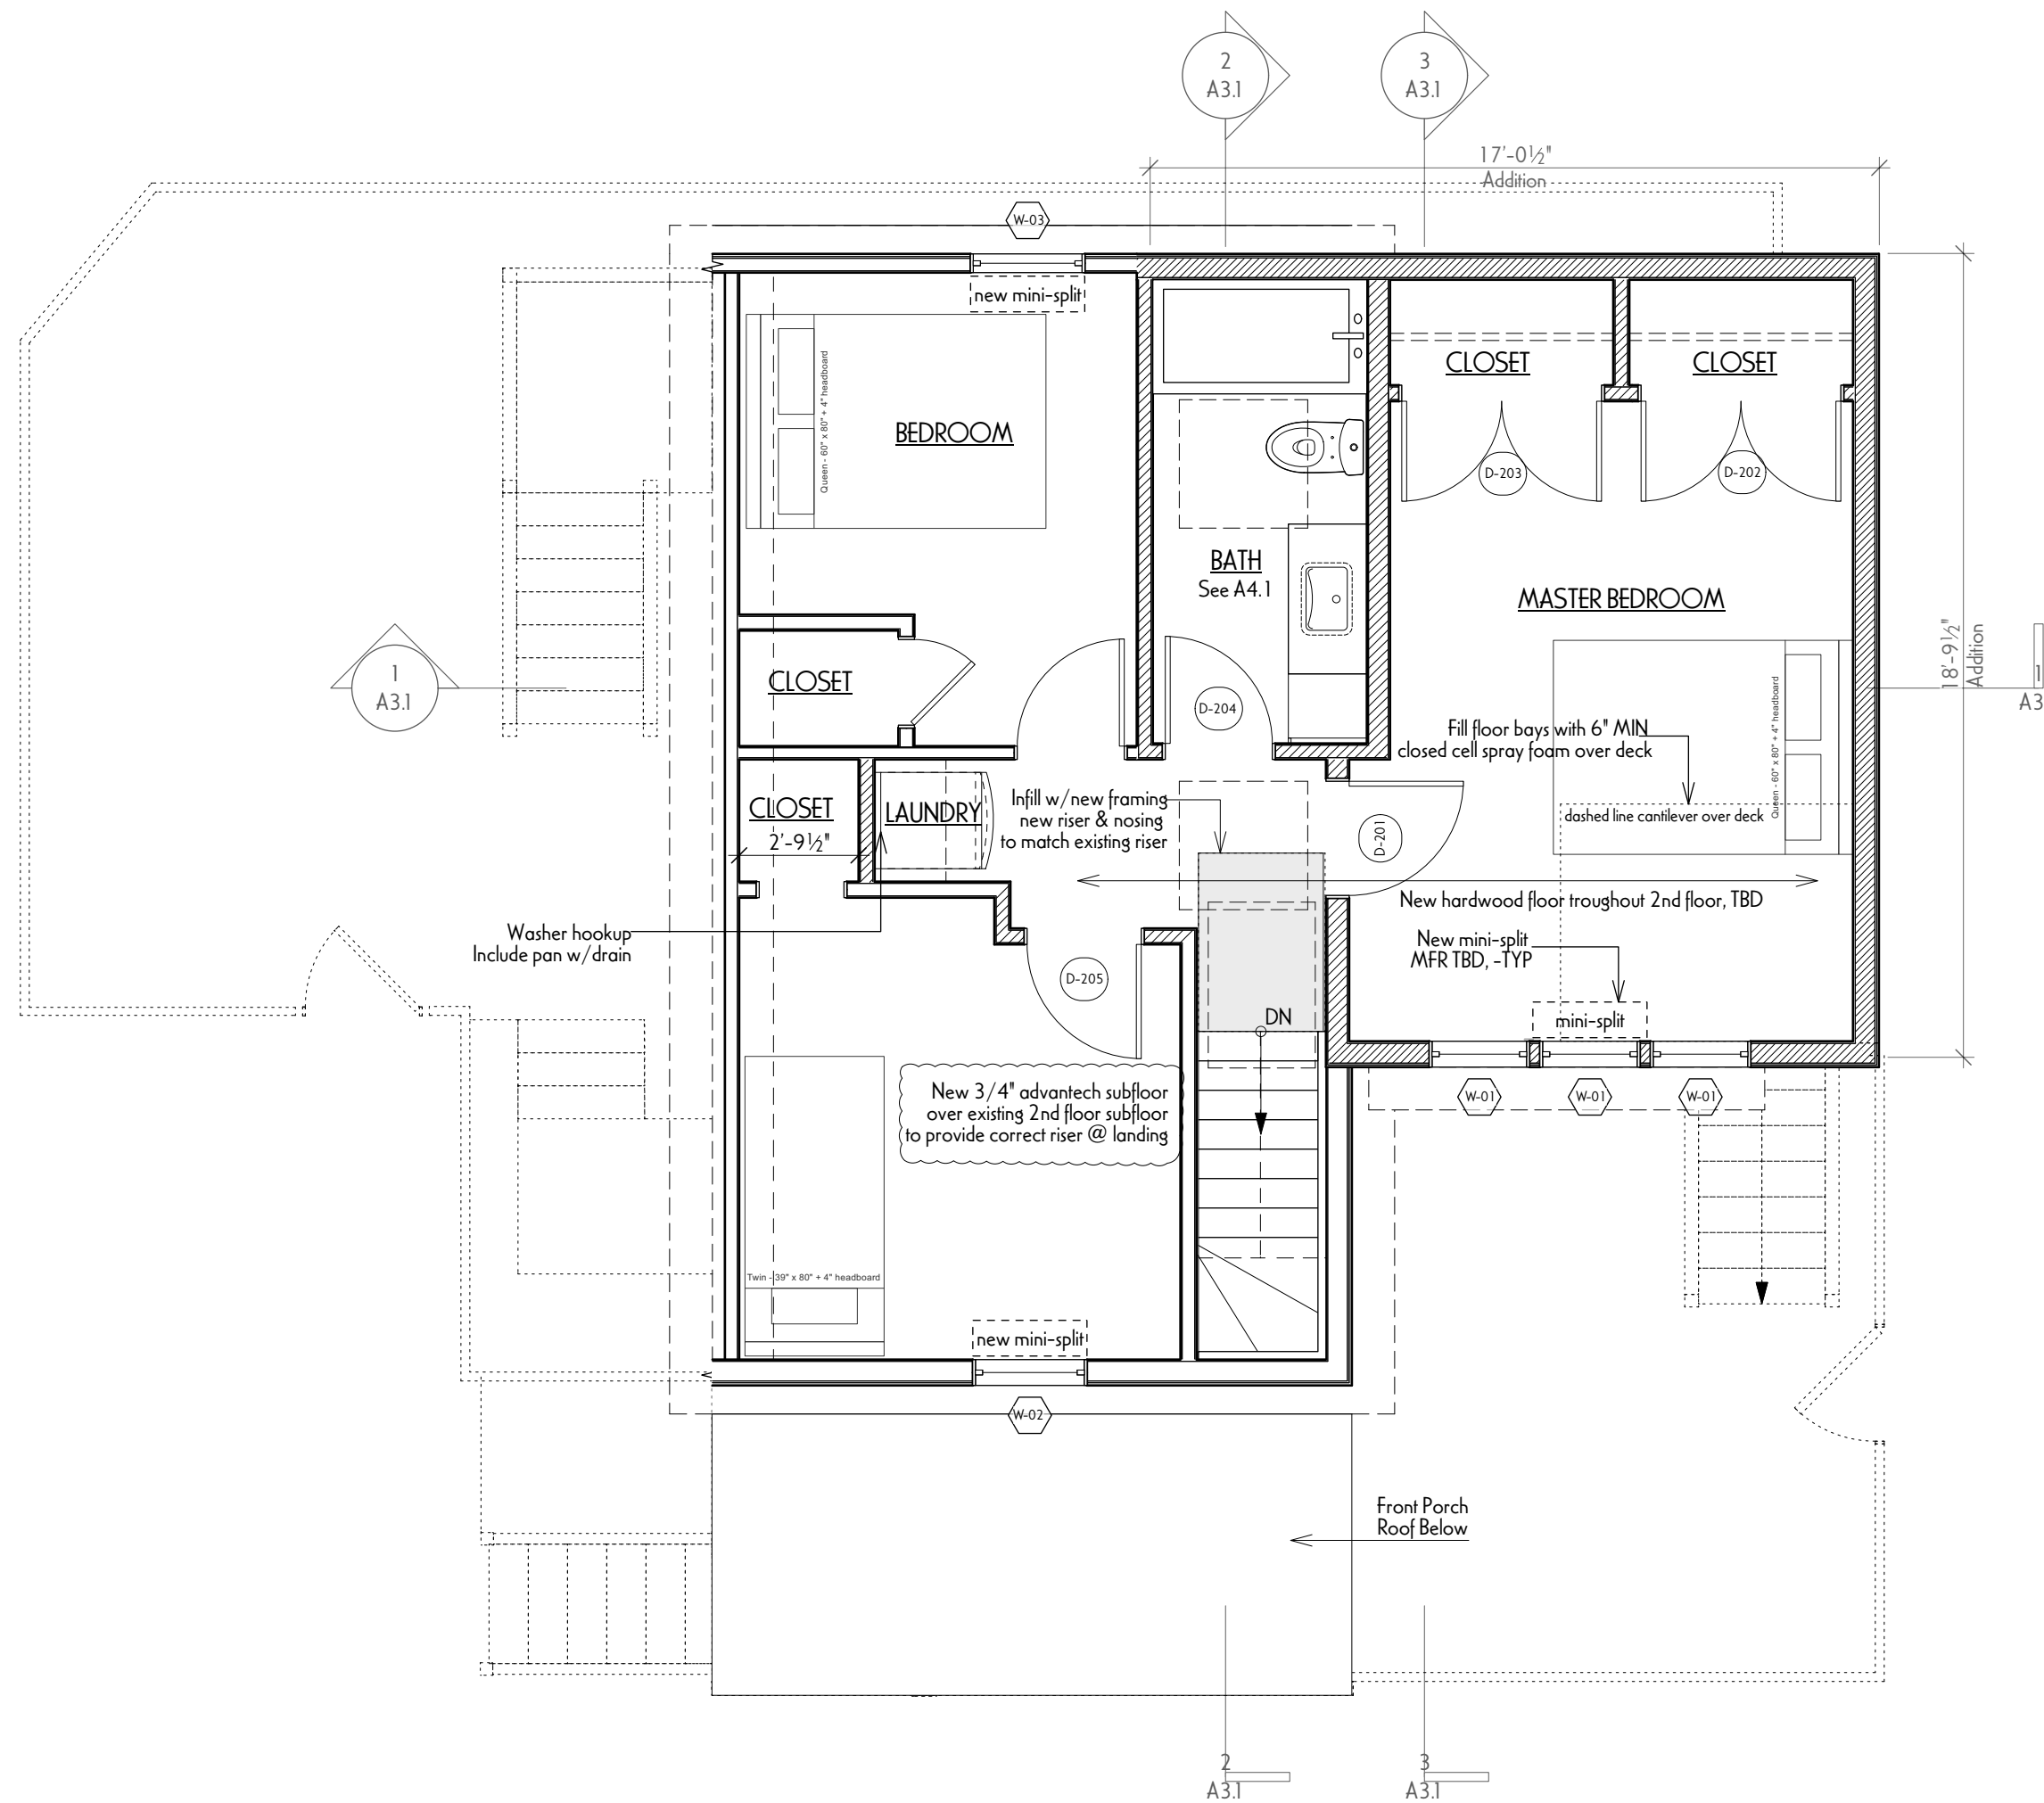 2
A3.1
3
A3.1
17'-0½"
Addition
W-03
new mini-split
CLOSET
CLOSET
Queen - 60" x 80" + 4" headboard
BEDROOM
D-203
D-202
BATH
See A4.1
MASTER BEDROOM
18'-9½"
Addition
1
A3.1
1
A3
CLOSET
D-204
Queen - 60" x 80" + 4" headboard
Fill floor bays with 6" MIN
closed cell spray foam over deck
CLOSET
2'-9½"
LAUNDRY
Infill w/new framing
new riser & nosing
to match existing riser
D-201
dashed line cantilever over deck
New hardwood floor troughout 2nd floor, TBD
Washer hookup
Include pan w/drain
New mini-split
MFR TBD, -TYP
D-205
DN
mini-split
New 3/4" advantech subfloor
over existing 2nd floor subfloor
to provide correct riser @ landing
W-01
W-01
W-01
Twin - 39" x 80" + 4" headboard
new mini-split
W-02
Front Porch
Roof Below
2
A3.1
3
A3.1